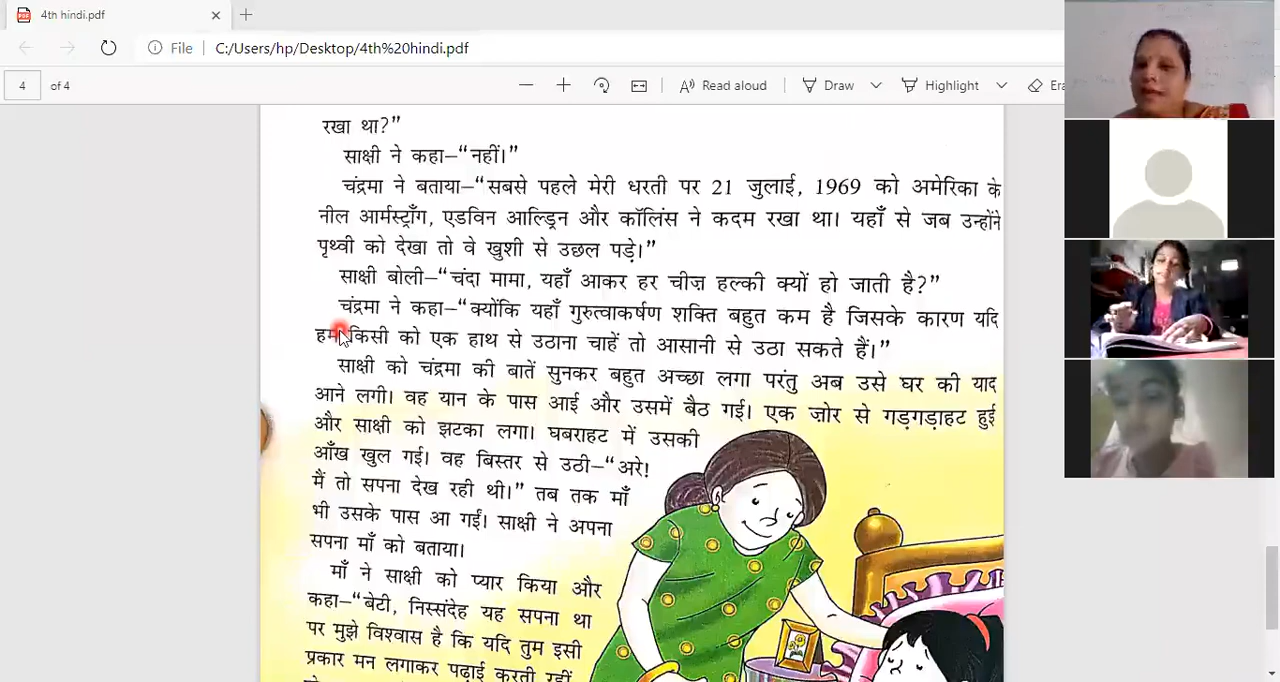 4th hindi.pdf
File
C:/Users/hp/Desktop/4th%20hindi.pdf
4 of 4
Read aloud
Draw
Highlight
रखा था?”
साक्षी ने कहा–“नहीं।”
चंद्रमा ने बताया–“सबसे पहले मेरी धरती पर 21 जुलाई, 1969 को अमेरिका के
नील आर्मस्ट्राँग, एडविन आल्ड्रिन और कॉलिंस ने कदम रखा था। यहाँ से जब उन्होंने
पृथ्वी को देखा तो वे खुशी से उछल पड़े।”
साक्षी बोली–“चंदा मामा, यहाँ आकर हर चीज़ हल्की क्यों हो जाती है?”
चंद्रमा ने कहा–“क्योंकि यहाँ गुरुत्वाकर्षण शक्ति बहुत कम है जिसके कारण यदि
हम किसी को एक हाथ से उठाना चाहें तो आसानी से उठा सकते हैं।”
साक्षी को चंद्रमा की बातें सुनकर बहुत अच्छा लगा परंतु अब उसे घर की याद
आने लगी। वह यान के पास आई और उसमें बैठ गई। एक ज़ोर से गड़गड़ाहट हुई
और साक्षी को झटका लगा। घबराहट में उसकी
आँख खुल गई। वह बिस्तर से उठी–“अरे!
मैं तो सपना देख रही थी।” तब तक माँ
भी उसके पास आ गईं। साक्षी ने अपना
सपना माँ को बताया।
माँ ने साक्षी को प्यार किया और
कहा–“बेटी, निस्संदेह यह सपना था
पर मुझे विश्वास है कि यदि तुम इसी
प्रकार मन लगाकर पढ़ाई करती रहीं